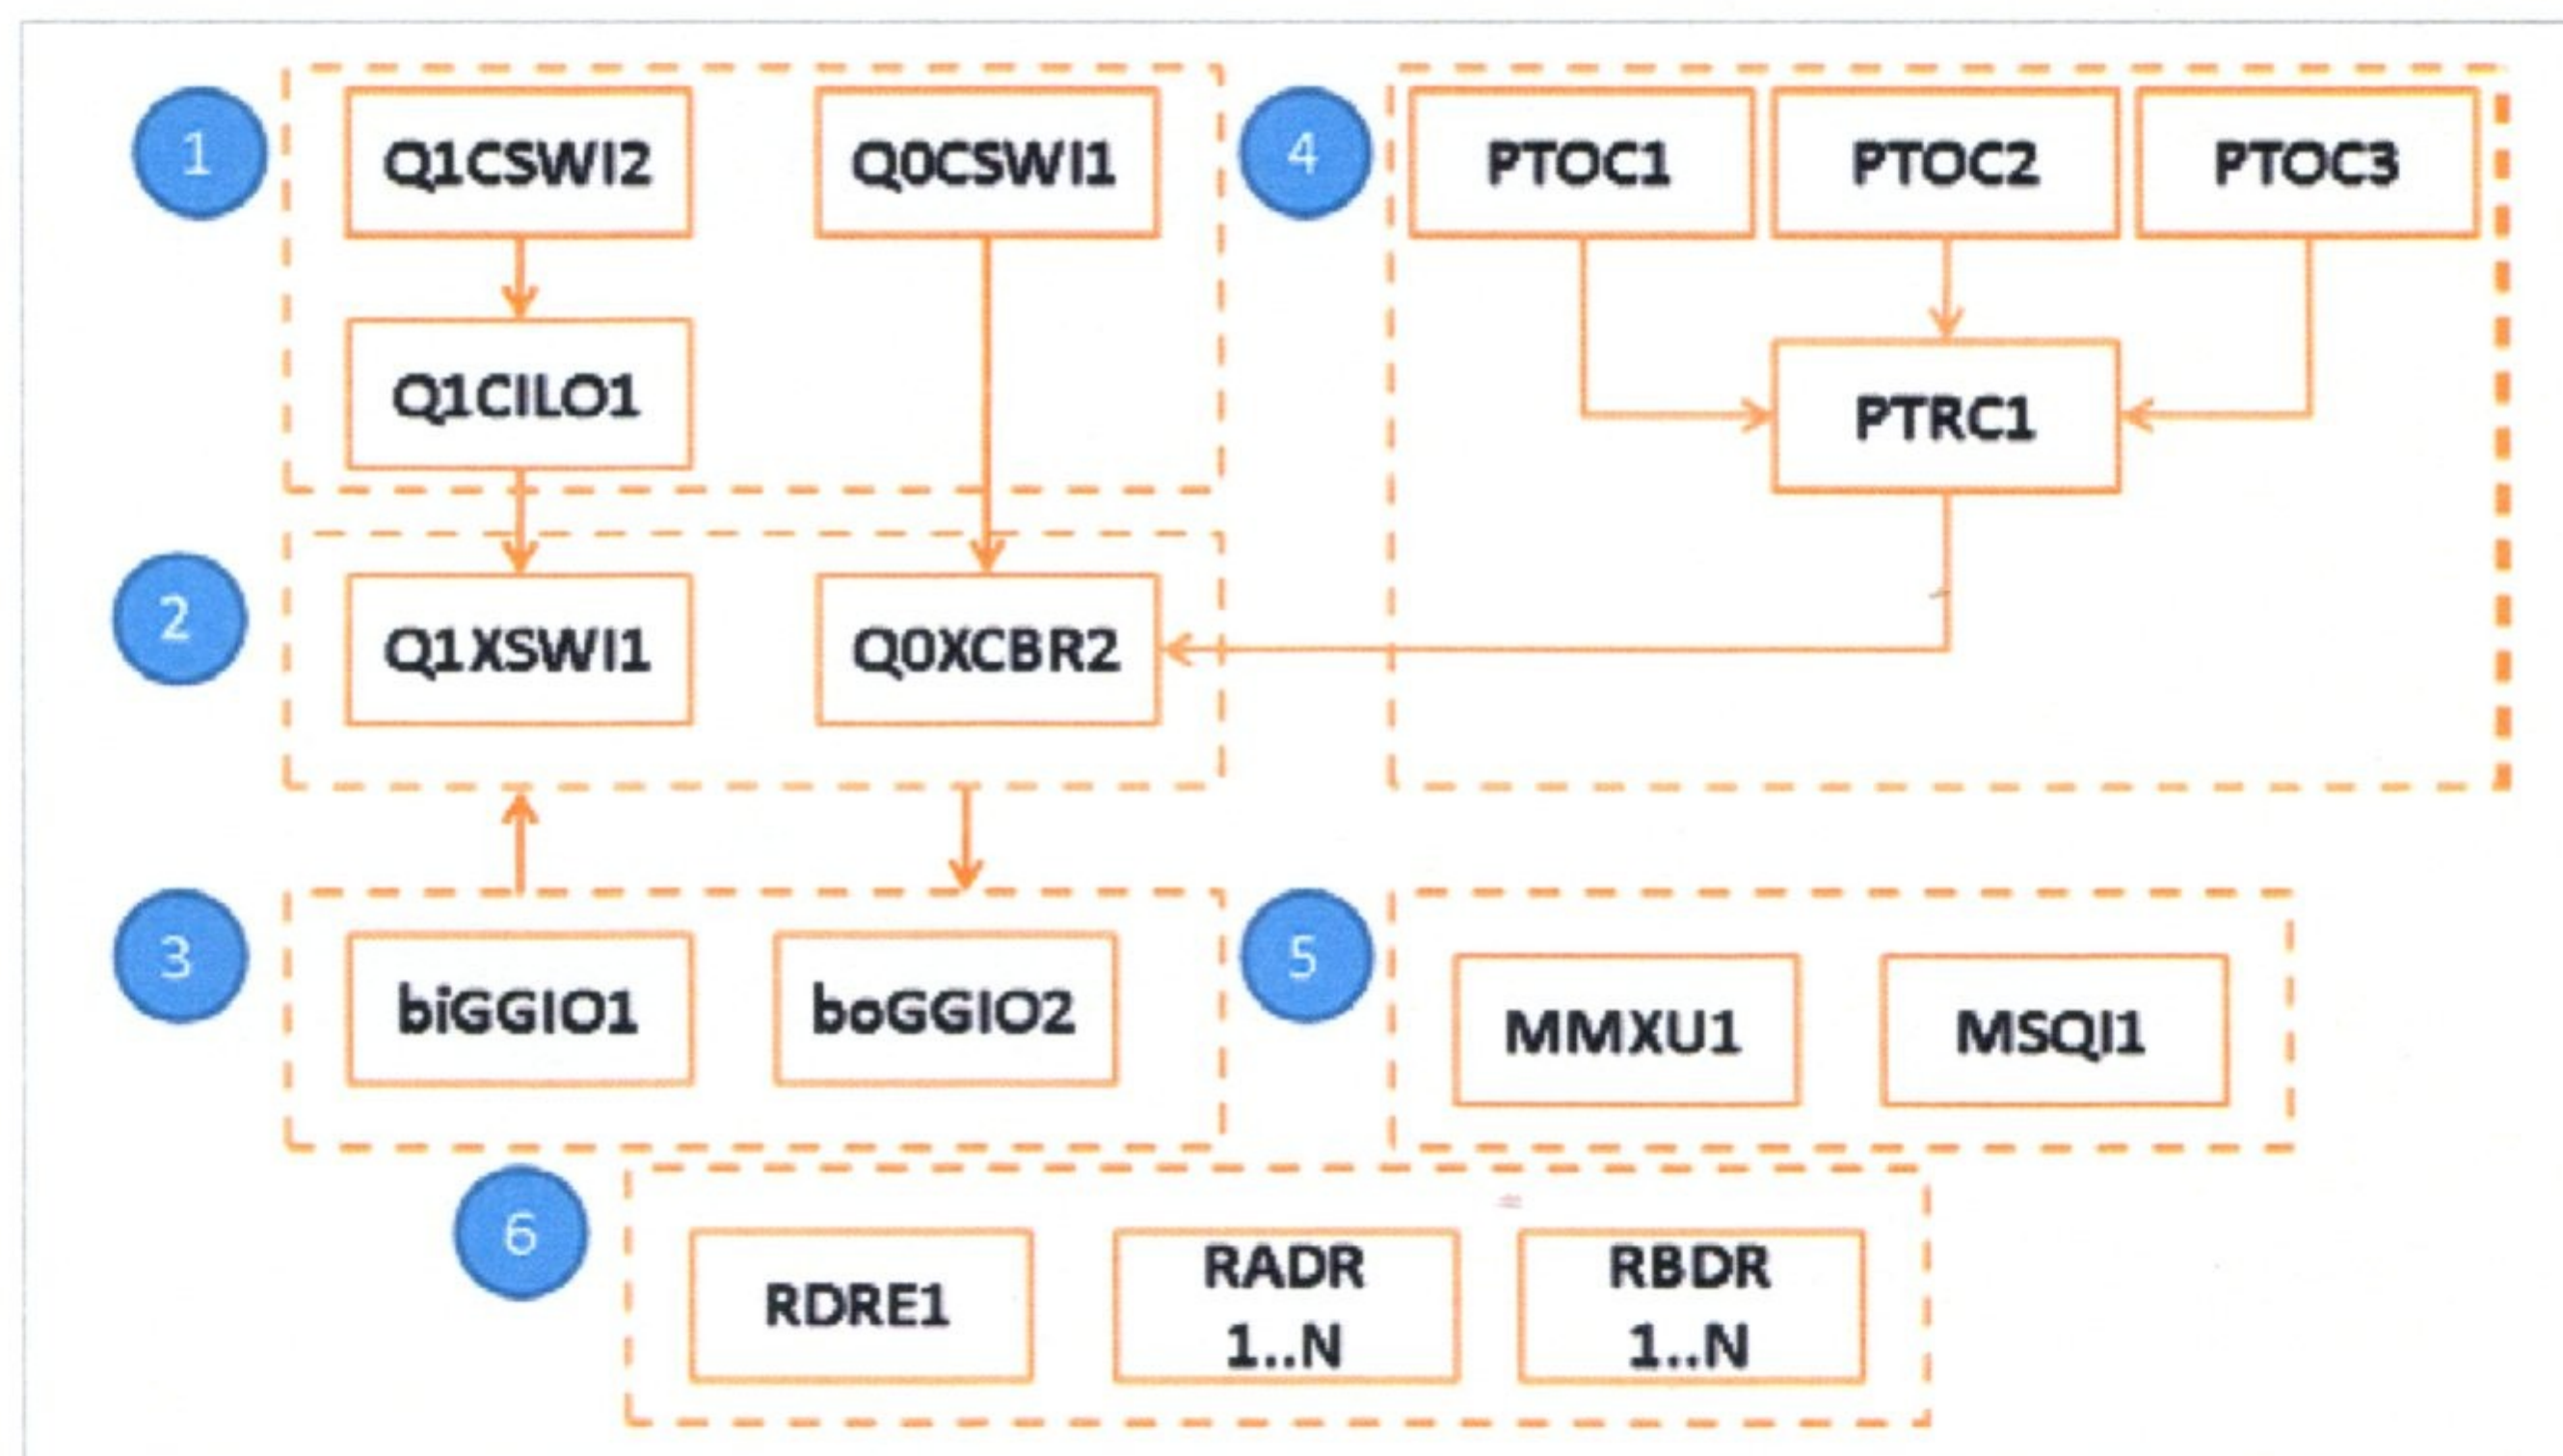 1
Q1CSWI2
Q0CSWI1
Q1CILO1
2
Q1XSWI1
Q0XCBR2
3
biGGIO1
boGGIO2
4
PTOC1
PTOC2
PTOC3
PTRC1
5
MMXU1
MSQI1
6
RDRE1
RADR
1..N
RBDR
1..N